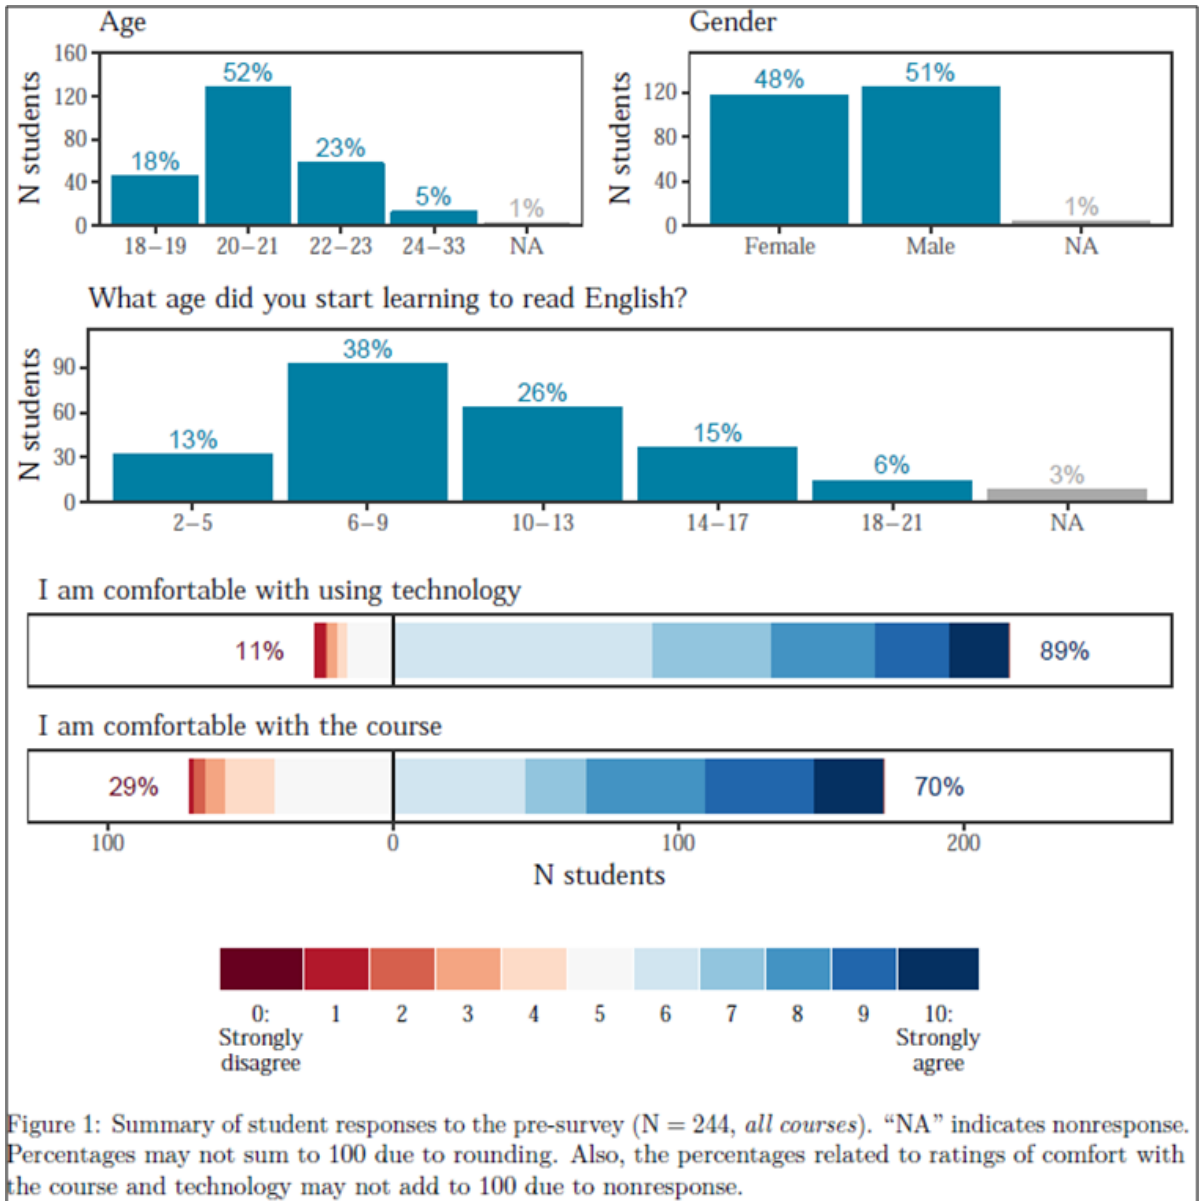 Age
N students
160
120
80
40
0
18%
52%
23%
5%
1%
18–19
20–21
22–23
24–33
NA
Gender
N students
120
80
40
0
48%
51%
1%
Female
Male
NA
What age did you start learning to read English?
N students
90
60
30
0
13%
38%
26%
15%
6%
3%
2–5
6–9
10–13
14–17
18–21
NA
I am comfortable with using technology
11%
89%
I am comfortable with the course
29%
70%
100
0
100
200
N students
0:
Strongly
disagree
1
2
3
4
5
6
7
8
9
10:
Strongly
agree
Figure 1: Summary of student responses to the pre-survey (N = 244, all courses). “NA” indicates nonresponse.
Percentages may not sum to 100 due to rounding. Also, the percentages related to ratings of comfort with
the course and technology may not add to 100 due to nonresponse.